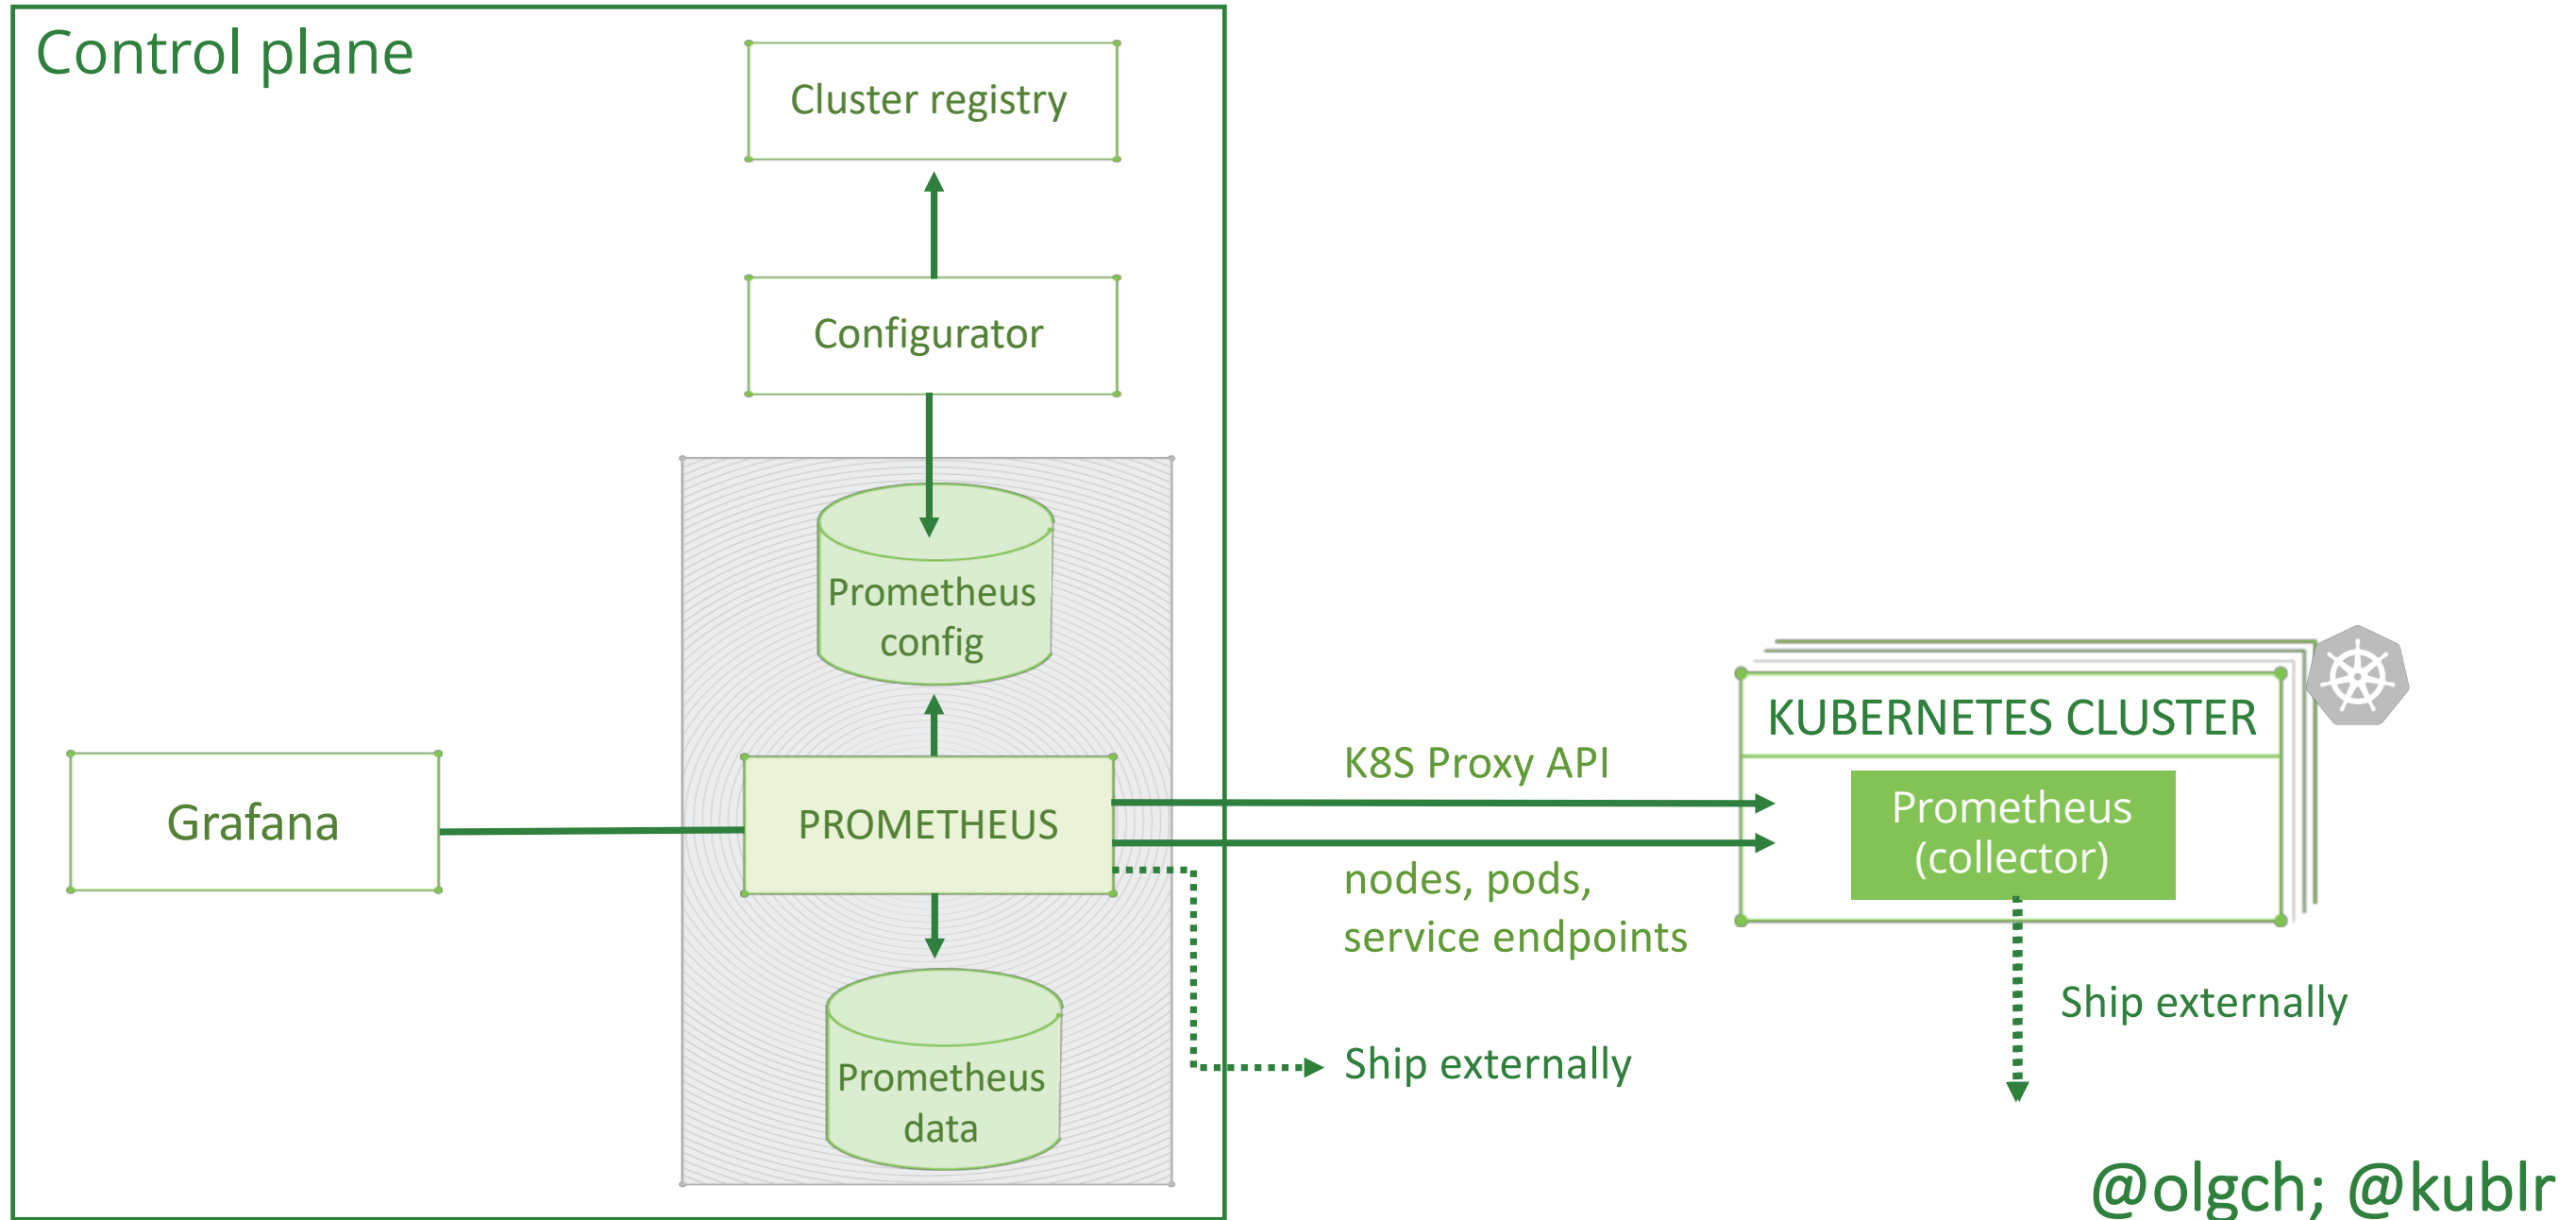 Control plane
Cluster registry
Configurator
Prometheus
config
Grafana
PROMETHEUS
Prometheus
data
K8S Proxy API
nodes, pods,
service endpoints
Ship externally
KUBERNETES CLUSTER
Prometheus
(collector)
Ship externally
@olgch; @kublr